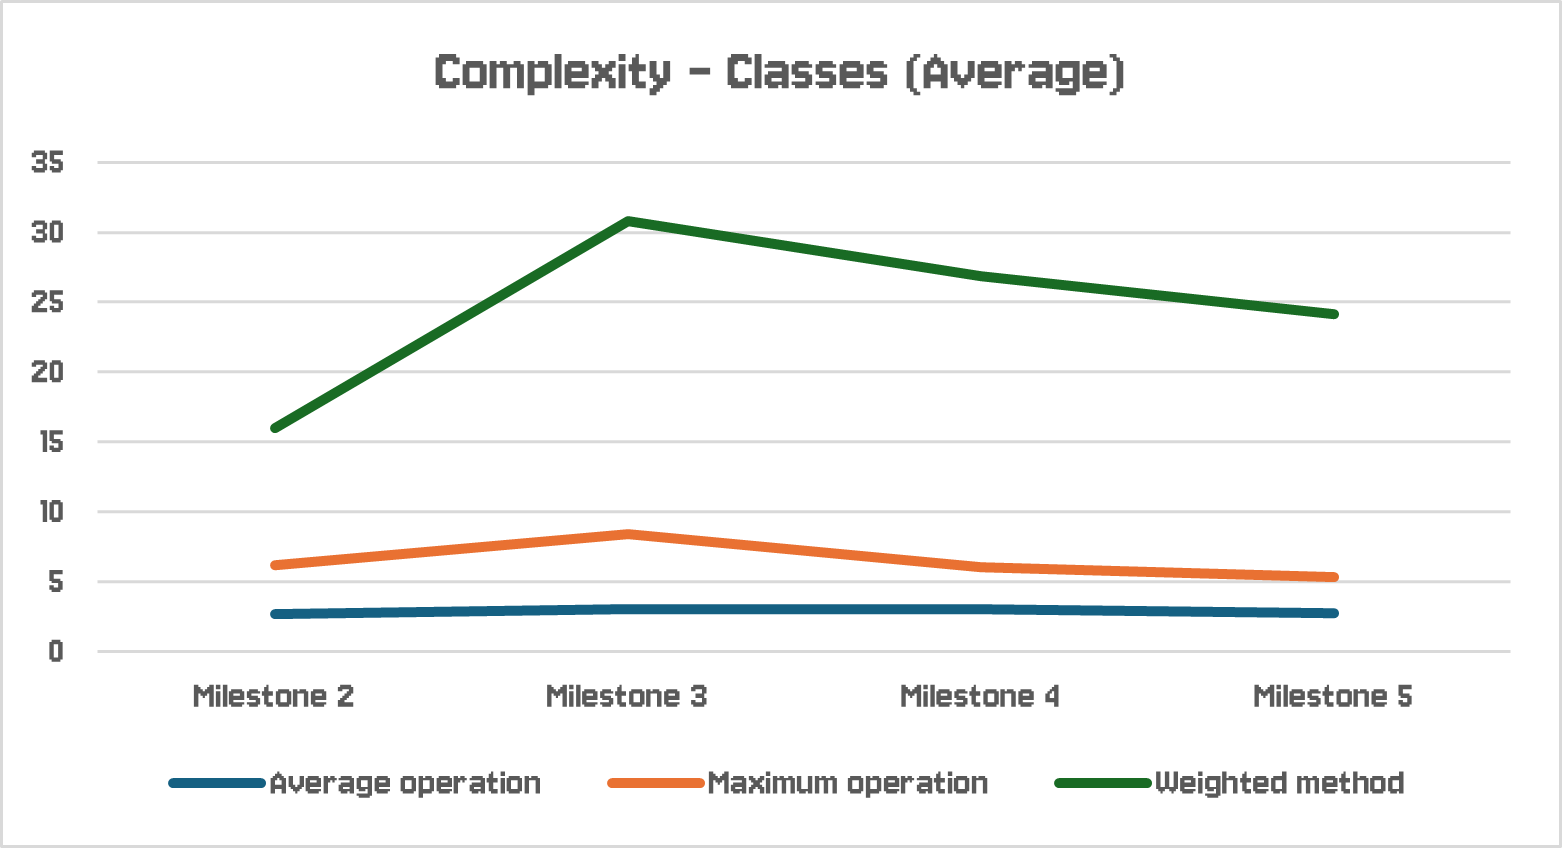 Complexity - Classes (Average)
35
30
25
20
15
10
5
0
Milestone 2 Milestone 3 Milestone 4 Milestone 5
Average operation Maximum operation Weighted method